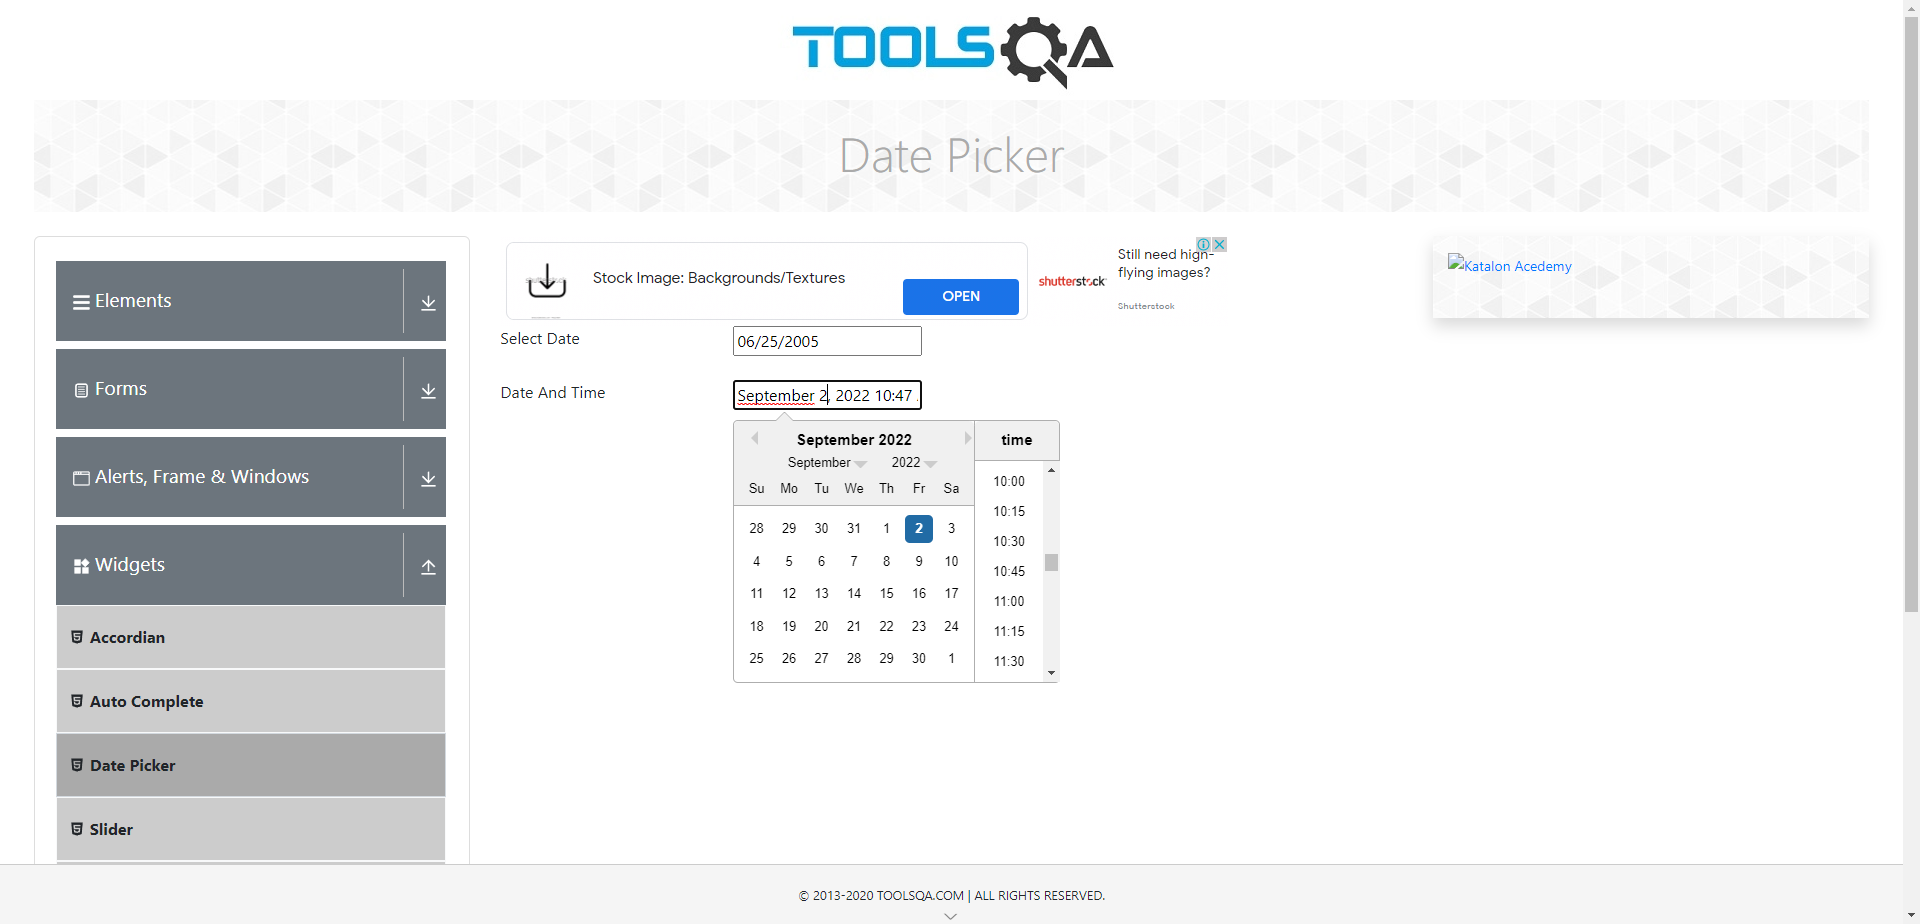 TOOLSQA
Date Picker
Elements
Forms
Alerts, Frame & Windows
Widgets
Accordian
Auto Complete
Date Picker
Slider
Stock Image: Backgrounds/Textures
OPEN
shutterstock
Still need high-
flying images?
Shutterstock
Katalon Acedemy
Select Date
06/25/2005
Date And Time
September 2, 2022 10:47
September 2022
September 2022
Su Mo Tu We Th Fr Sa
28 29 30 31 1 2 3
4 5 6 7 8 9 10
11 12 13 14 15 16 17
18 19 20 21 22 23 24
25 26 27 28 29 30 1
time
10:00
10:15
10:30
10:45
11:00
11:15
11:30
© 2013-2020 TOOLSQA.COM | ALL RIGHTS RESERVED.